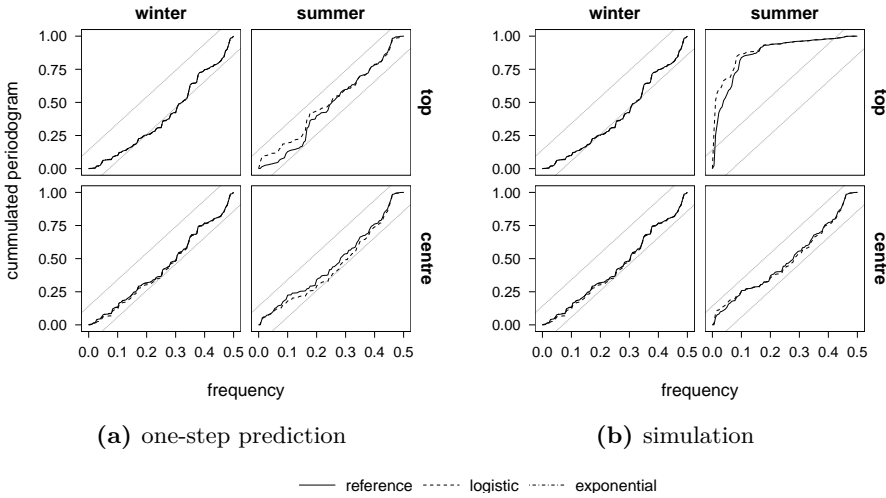 winter summer winter summer
1.00 1.00
0.75 0.75
0.50 top 0.50 top
0.25 0.25
0.00 0.00
cummulated periodogram
1.00 1.00
0.75 0.75
0.50 centre 0.50 centre
0.25 0.25
0.00 0.00
0.0 0.1 0.2 0.3 0.4 0.5 0.0 0.1 0.2 0.3 0.4 0.5 0.0 0.1 0.2 0.3 0.4 0.5 0.0 0.1 0.2 0.3 0.4 0.5
frequency frequency
(a) one-step prediction (b) simulation
reference logistic exponential